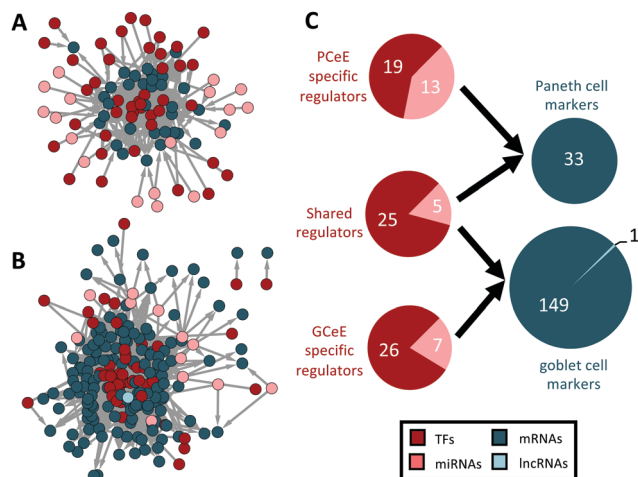 A
B
C
PCeE
specific
regulators
19
13
Shared
regulators
25
5
GCeE
specific
regulators
26
7
Paneth cell
markers
33
1
149
goblet cell
markers
TFs
mRNAs
miRNAs
lncRNAs